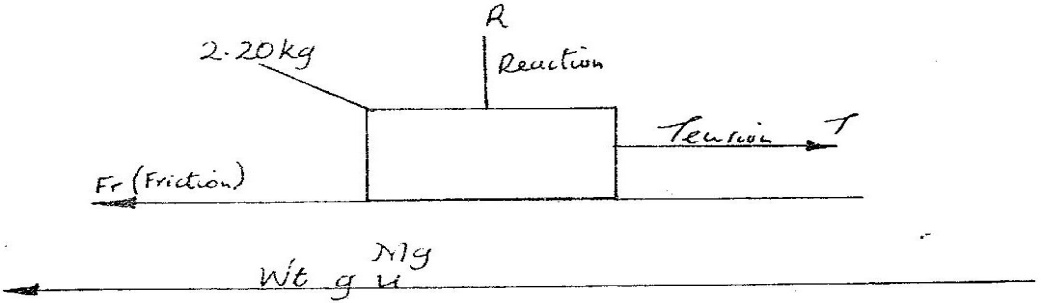 R
2.20kg
Reaction
Tension T
Fr (Friction)
Mg
Wt g u